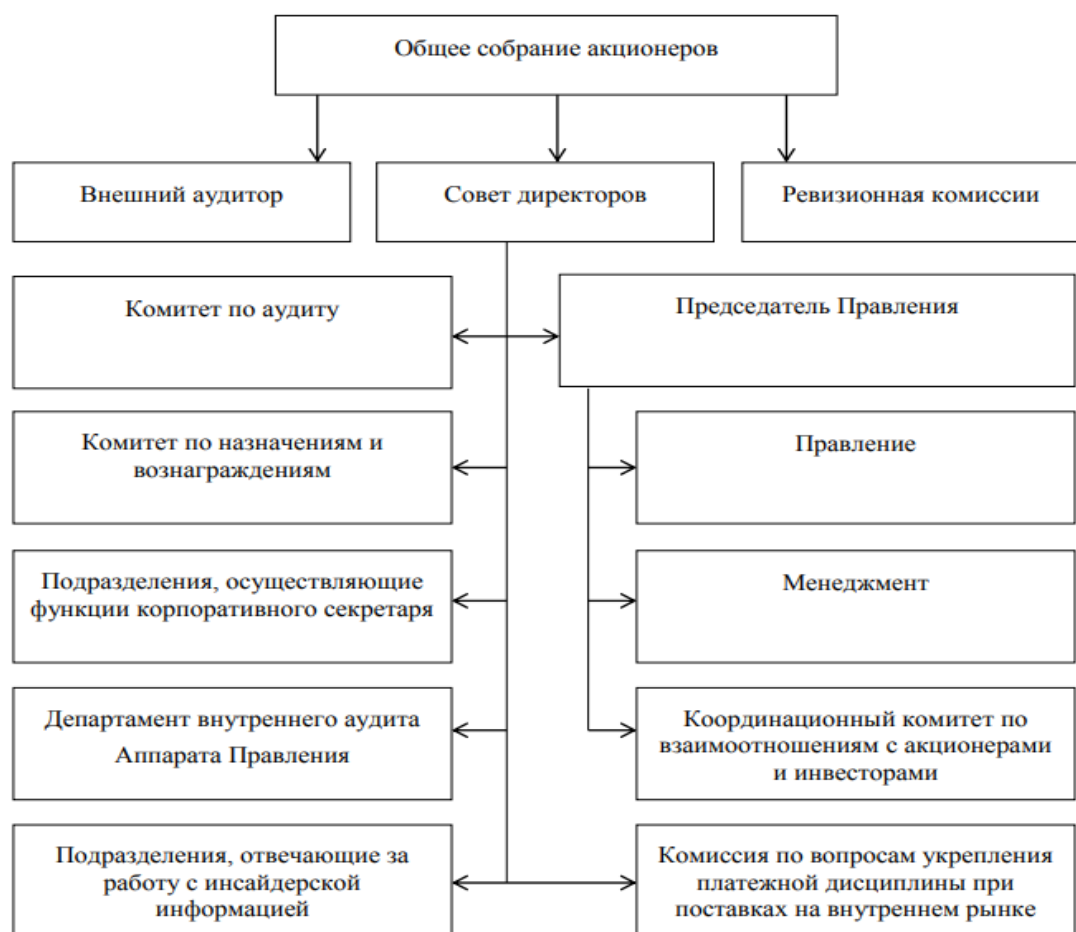 Общее собрание акционеров
Внешний аудитор
Совет директоров
Ревизионная комиссии
Комитет по аудиту
Председатель Правления
Комитет по назначениям и
вознаграждениям
Правление
Подразделения, осуществляющие
функции корпоративного секретаря
Менеджмент
Департамент внутреннего аудита
Аппарата Правления
Координационный комитет по
взаимоотношениям с акционерами
и инвесторами
Подразделения, отвечающие за
работу с инсайдерской
информацией
Комиссия по вопросам укрепления
платежной дисциплины при
поставках на внутреннем рынке